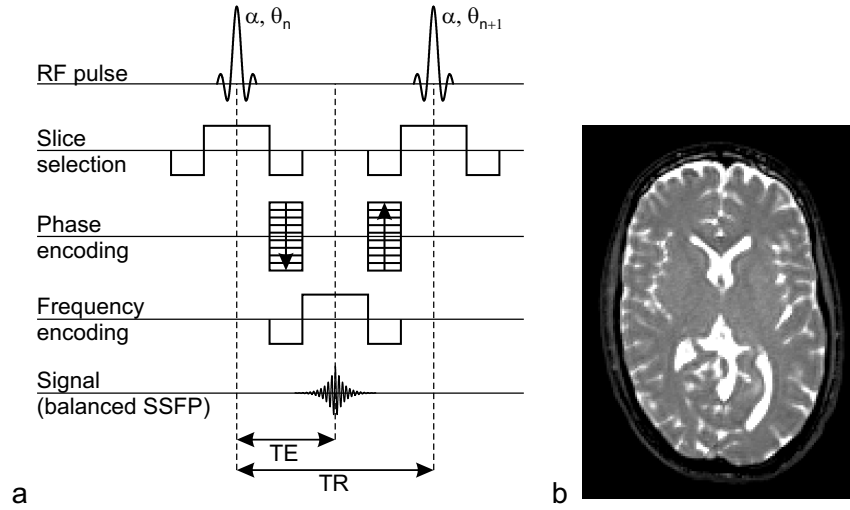 α, θn
α, θn+1
RF pulse
Slice
selection
Phase
encoding
Frequency
encoding
Signal
(balanced SSFP)
TE
TR
a
b